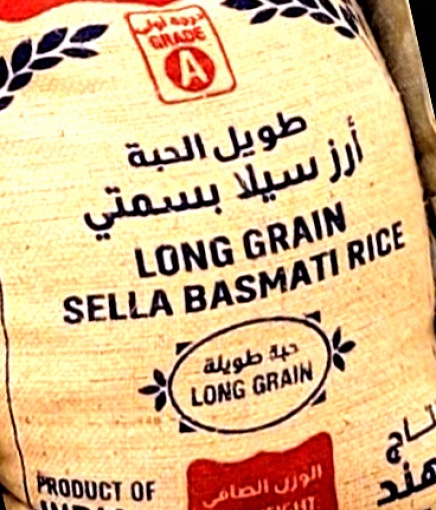 درجة أولى
GRADE
A
طويل الحبة
أرز سيلا بسمتي
LONG GRAIN
SELLA BASMATI RICE
حبة طويلة
LONG GRAIN
PRODUCT OF
الوزن الصافي